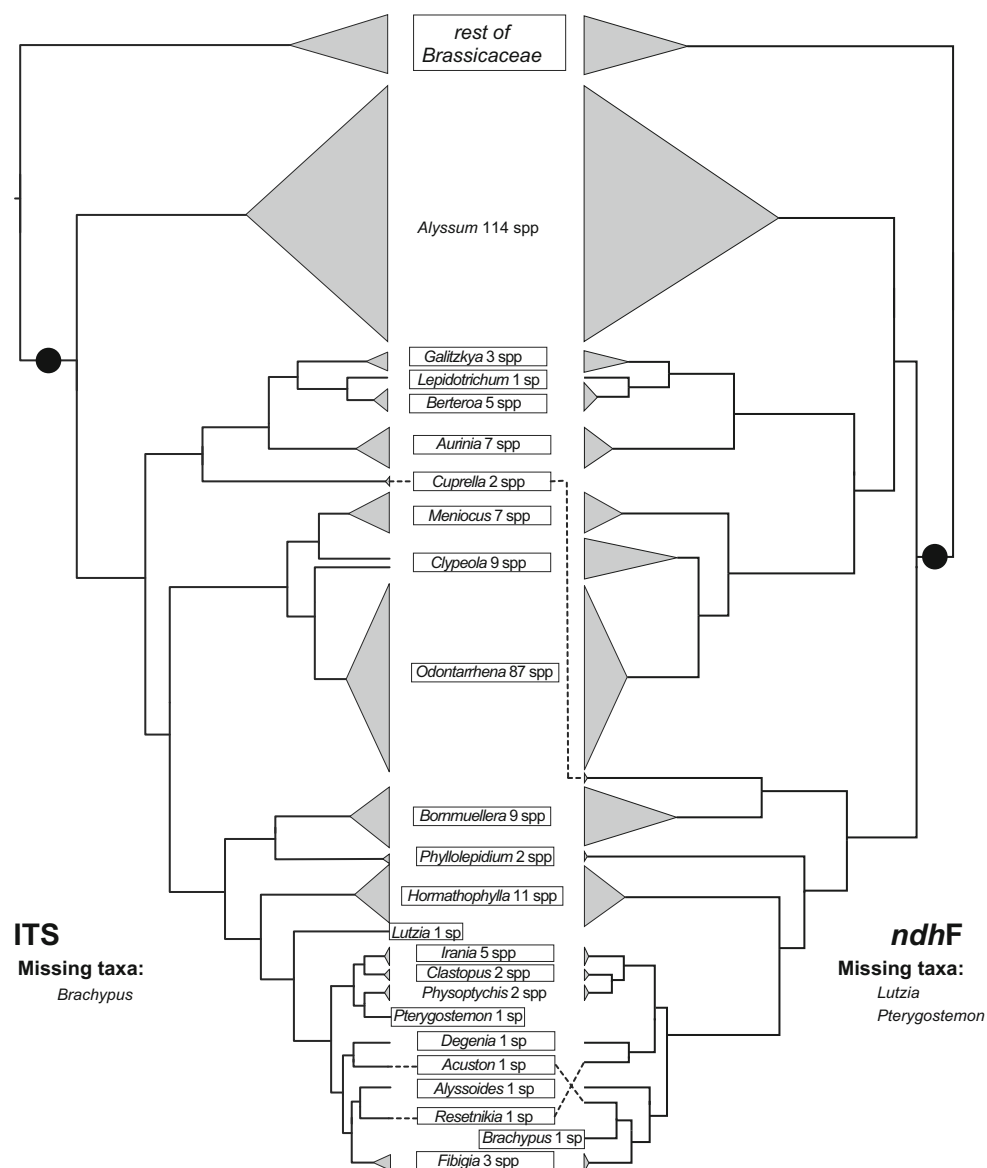 rest of
Brassicaceae
Alyssum 114 spp
Galitzkya 3 spp
Lepidotrichum 1 sp
Berteroa 5 spp
Aurinia 7 spp
Cuprella 2 spp
Meniocus 7 spp
Clypeola 9 spp
Odontarrhena 87 spp
Bornmuellera 9 spp
Phyllolepidium 2 spp
Hormathophylla 11 spp
Lutzia 1 sp
Irania 5 spp
Clastopus 2 spp
Physoptychis 2 spp
Pterygostemon 1 sp
Degenia 1 sp
Acuston 1 sp
Alyssoides 1 sp
Resetnikia 1 sp
Brachypus 1 sp
Fibigia 3 spp
ITS
Missing taxa:
Brachypus
ndhF
Missing taxa:
Lutzia
Pterygostemon